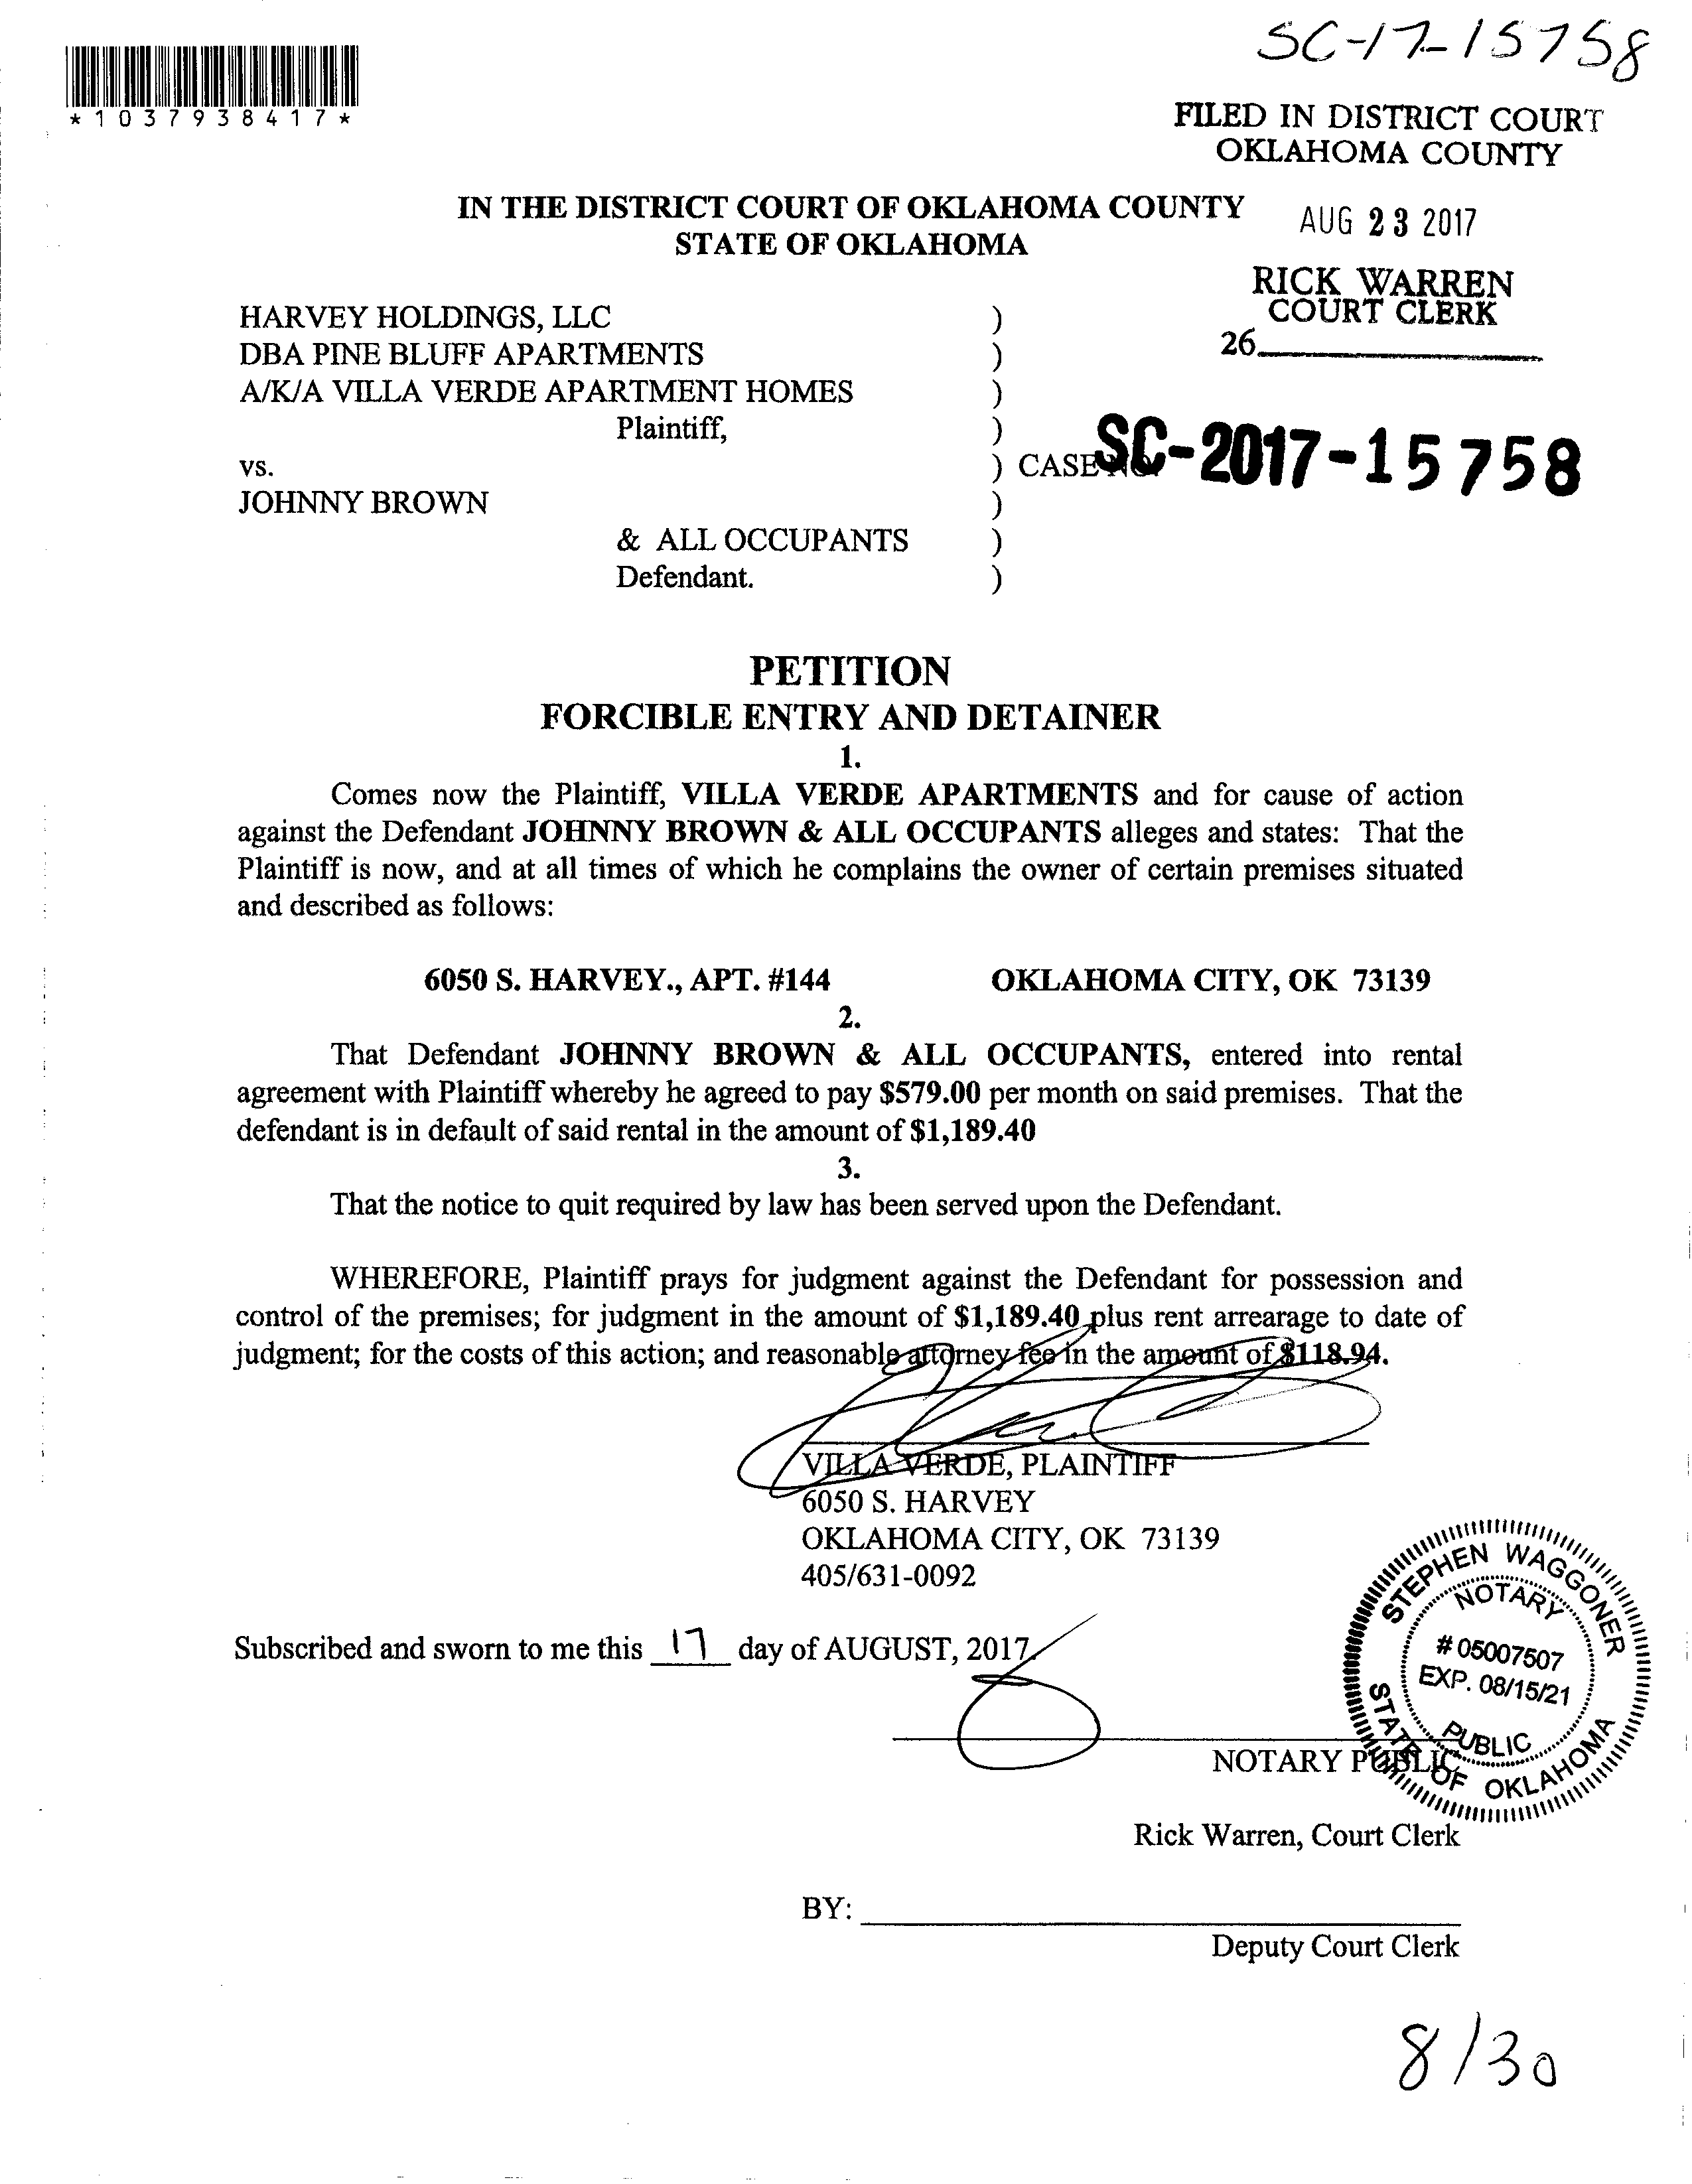 SC-17-15758
*1037938417*
FILED IN DISTRICT COURT
OKLAHOMA COUNTY
IN THE DISTRICT COURT OF OKLAHOMA COUNTY
STATE OF OKLAHOMA
AUG 23 2017
RICK WARREN
COURT CLERK
26
HARVEY HOLDINGS, LLC )
DBA PINE BLUFF APARTMENTS )
A/K/A VILLA VERDE APARTMENT HOMES )
Plaintiff, )
vs. ) CASE NO. SC-2017-15758
JOHNNY BROWN )
& ALL OCCUPANTS )
Defendant. )
PETITION
FORCIBLE ENTRY AND DETAINER
1.
Comes now the Plaintiff, VILLA VERDE APARTMENTS and for cause of action
against the Defendant JOHNNY BROWN & ALL OCCUPANTS alleges and states: That the
Plaintiff is now, and at all times of which he complains the owner of certain premises situated
and described as follows:
6050 S. HARVEY., APT. #144 OKLAHOMA CITY, OK 73139
2.
That Defendant JOHNNY BROWN & ALL OCCUPANTS, entered into rental
agreement with Plaintiff whereby he agreed to pay $579.00 per month on said premises. That the
defendant is in default of said rental in the amount of $1,189.40
3.
That the notice to quit required by law has been served upon the Defendant.
WHEREFORE, Plaintiff prays for judgment against the Defendant for possession and
control of the premises; for judgment in the amount of $1,189.40 plus rent arrearage to date of
judgment; for the costs of this action; and reasonable attorney fee in the amount of $118.94.
VILLA VERDE, PLAINTIFF
6050 S. HARVEY
OKLAHOMA CITY, OK 73139
405/631-0092
Subscribed and sworn to me this 17 day of AUGUST, 2017
STEPHEN WAGGONER
NOTARY
# 05007507
EXP. 08/15/21
PUBLIC
STATE OF OKLAHOMA
NOTARY PUBLIC
Rick Warren, Court Clerk
BY:
Deputy Court Clerk
8/30